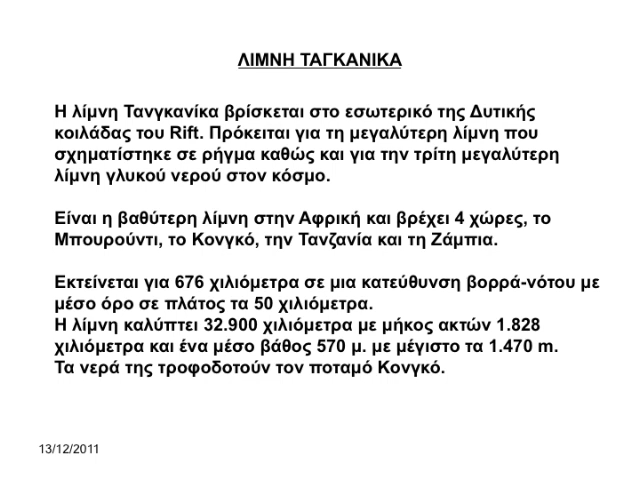 ΛΙΜΝΗ ΤΑΓΚΑΝΙΚΑ
Η λίμνη Τανγκανίκα βρίσκεται στο εσωτερικό της Δυτικής
κοιλάδας του Rift. Πρόκειται για τη μεγαλύτερη λίμνη που
σχηματίστηκε σε ρήγμα καθώς και για την τρίτη μεγαλύτερη
λίμνη γλυκού νερού στον κόσμο.
Είναι η βαθύτερη λίμνη στην Αφρική και βρέχει 4 χώρες, το
Μπουρούντι, το Κονγκό, την Τανζανία και τη Ζάμπια.
Εκτείνεται για 676 χιλιόμετρα σε μια κατεύθυνση βορρά-νότου με
μέσο όρο σε πλάτος τα 50 χιλιόμετρα.
Η λίμνη καλύπτει 32.900 χιλιόμετρα με μήκος ακτών 1.828
χιλιόμετρα και ένα μέσο βάθος 570 μ. με μέγιστο τα 1.470 m.
Τα νερά της τροφοδοτούν τον ποταμό Κονγκό.
13/12/2011